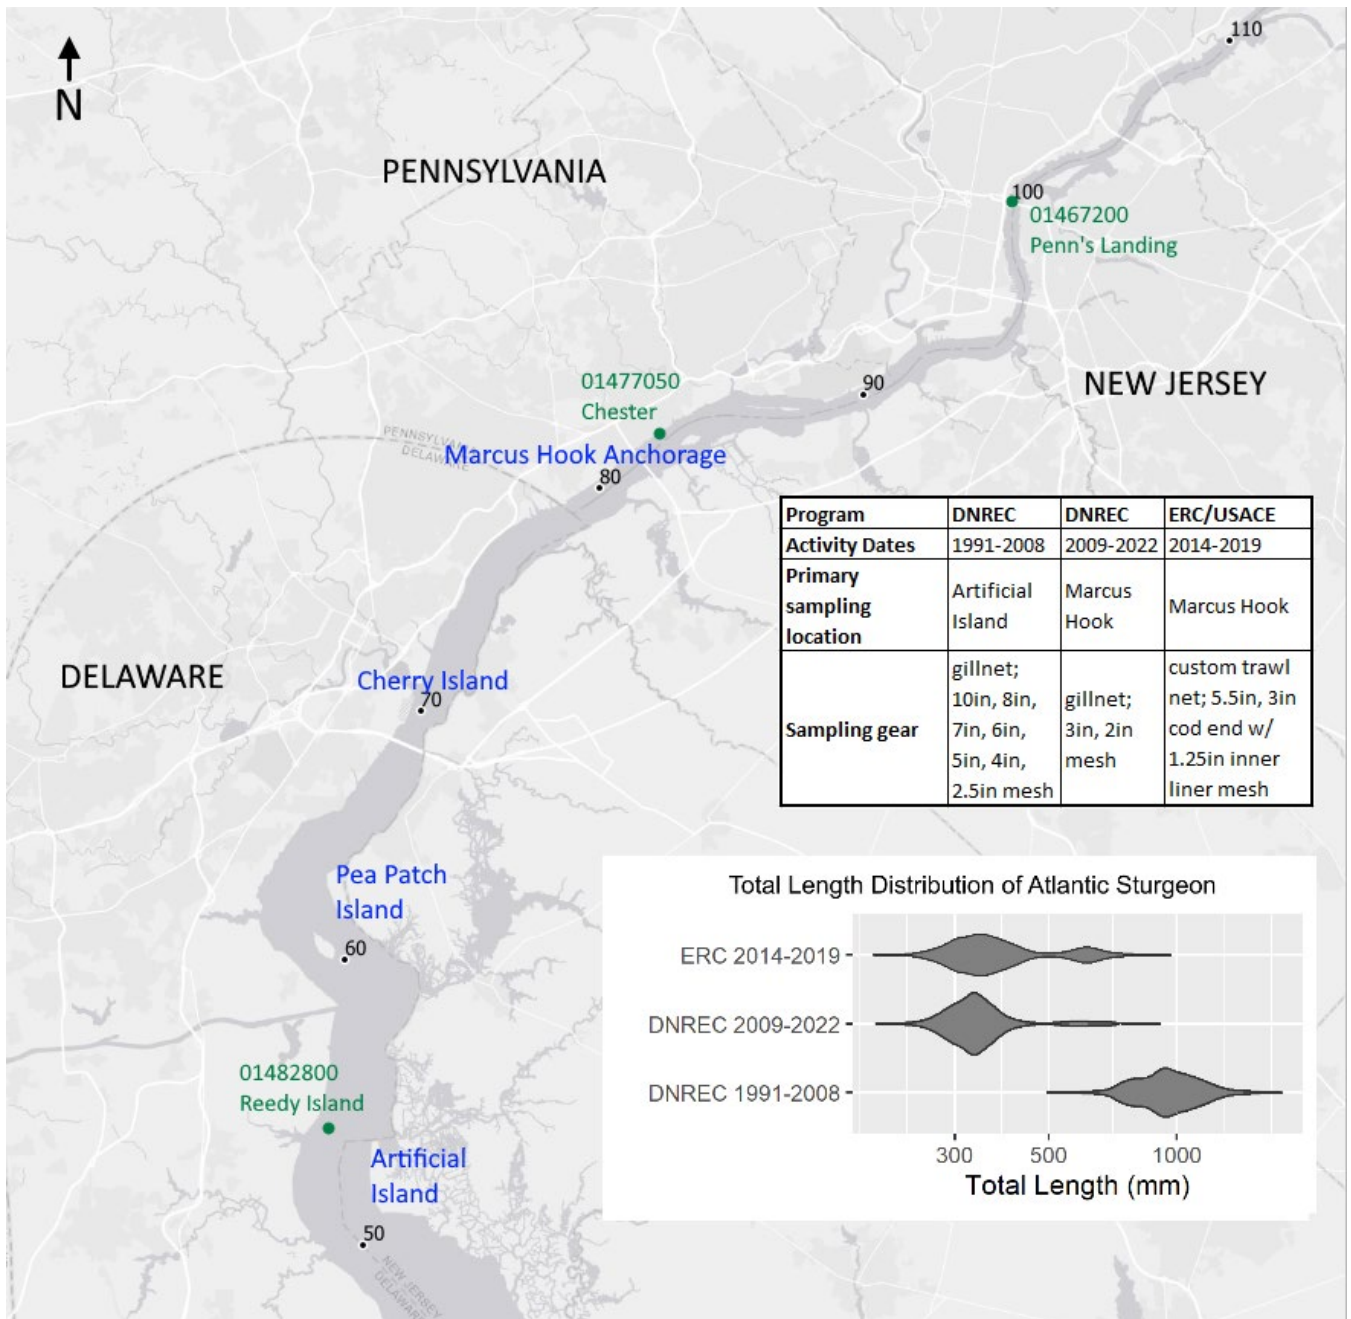 110
N
PENNSYLVANIA
100
01467200
Penn's Landing
01477050
Chester
90
NEW JERSEY
PENNSYLVANIA
DELAWARE
Marcus Hook Anchorage
80
Program DNREC DNREC ERC/USACE
Activity Dates 1991-2008 2009-2022 2014-2019
Primary
sampling
location
Artificial
Island
Marcus
Hook
Marcus Hook
Sampling gear
gillnet;
10in, 8in,
7in, 6in,
5in, 4in,
2.5in mesh
gillnet;
3in, 2in
mesh
custom trawl
net; 5.5in, 3in
cod end w/
1.25in inner
liner mesh
DELAWARE
Cherry Island
70
Pea Patch
Island
60
Total Length Distribution of Atlantic Sturgeon
ERC 2014-2019
DNREC 2009-2022
DNREC 1991-2008
300 500 1000
Total Length (mm)
01482800
Reedy Island
Artificial
Island
50
NEW JERSEY
DELAWARE